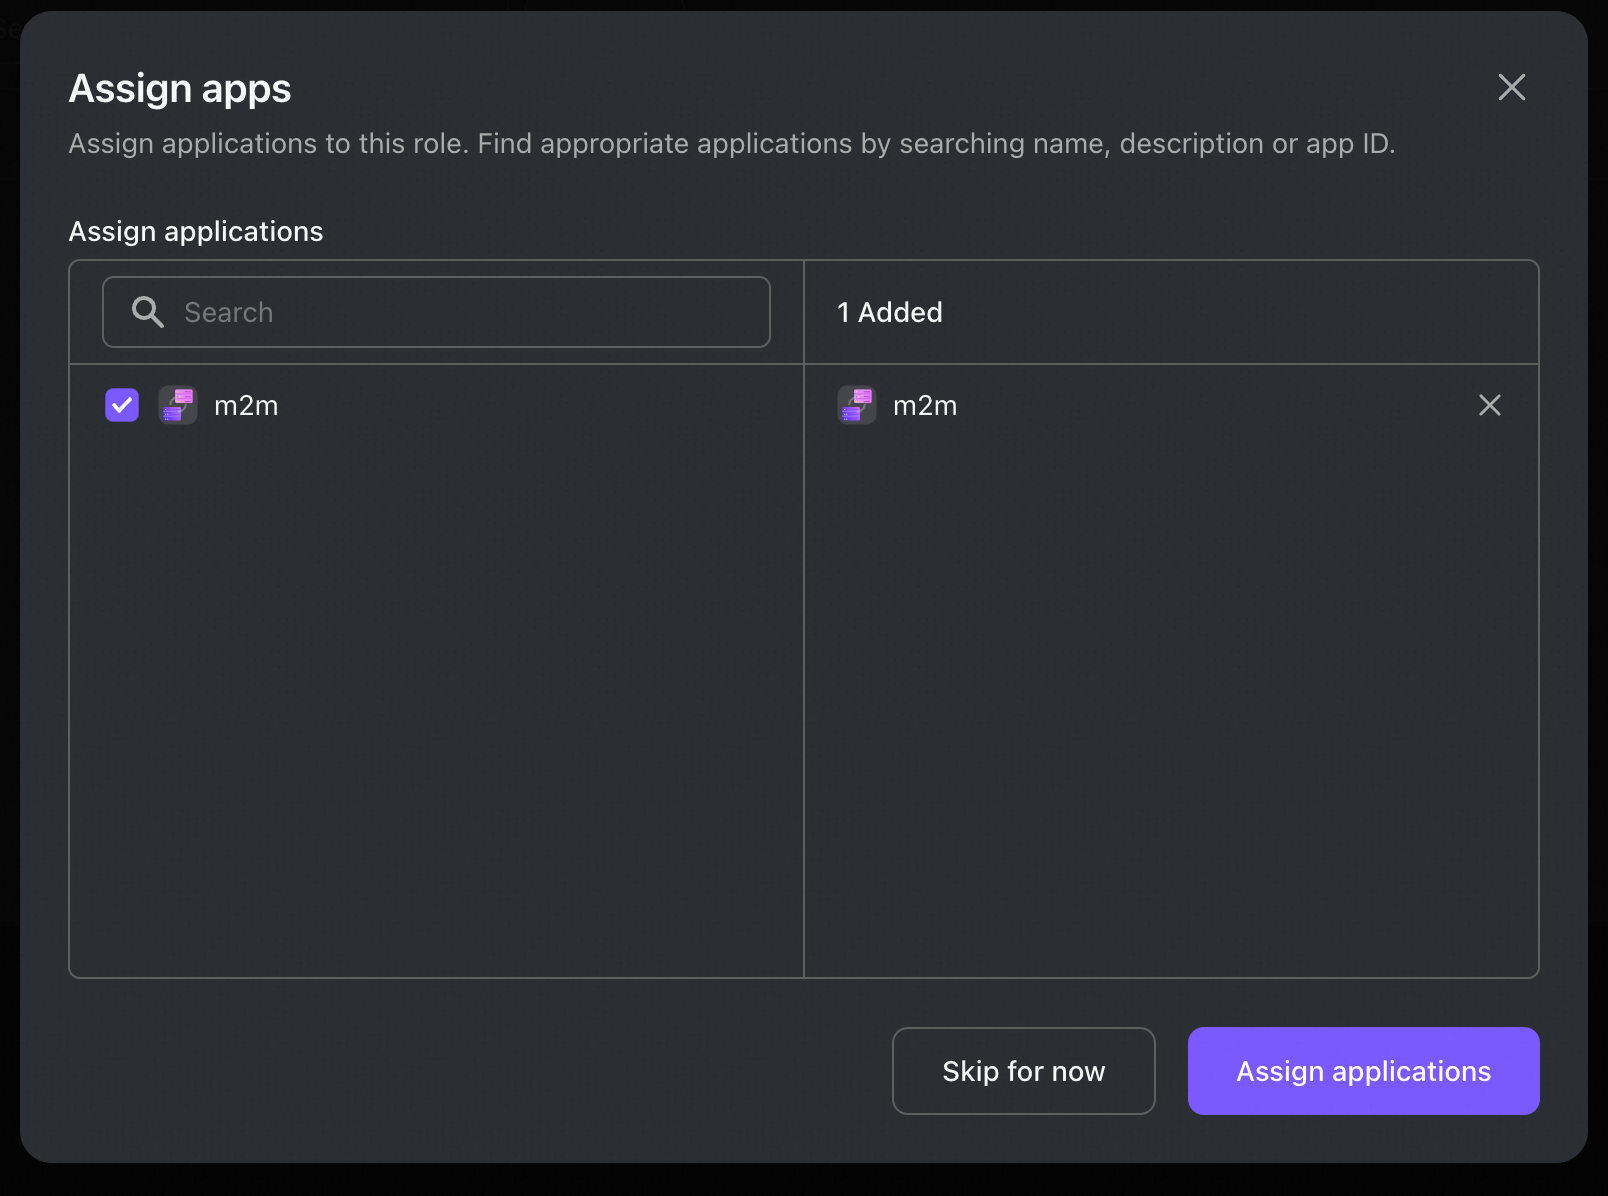 Assign apps
Assign applications to this role. Find appropriate applications by searching name, description or app ID.
Assign applications
Search
1 Added
m2m
m2m
Skip for now
Assign applications